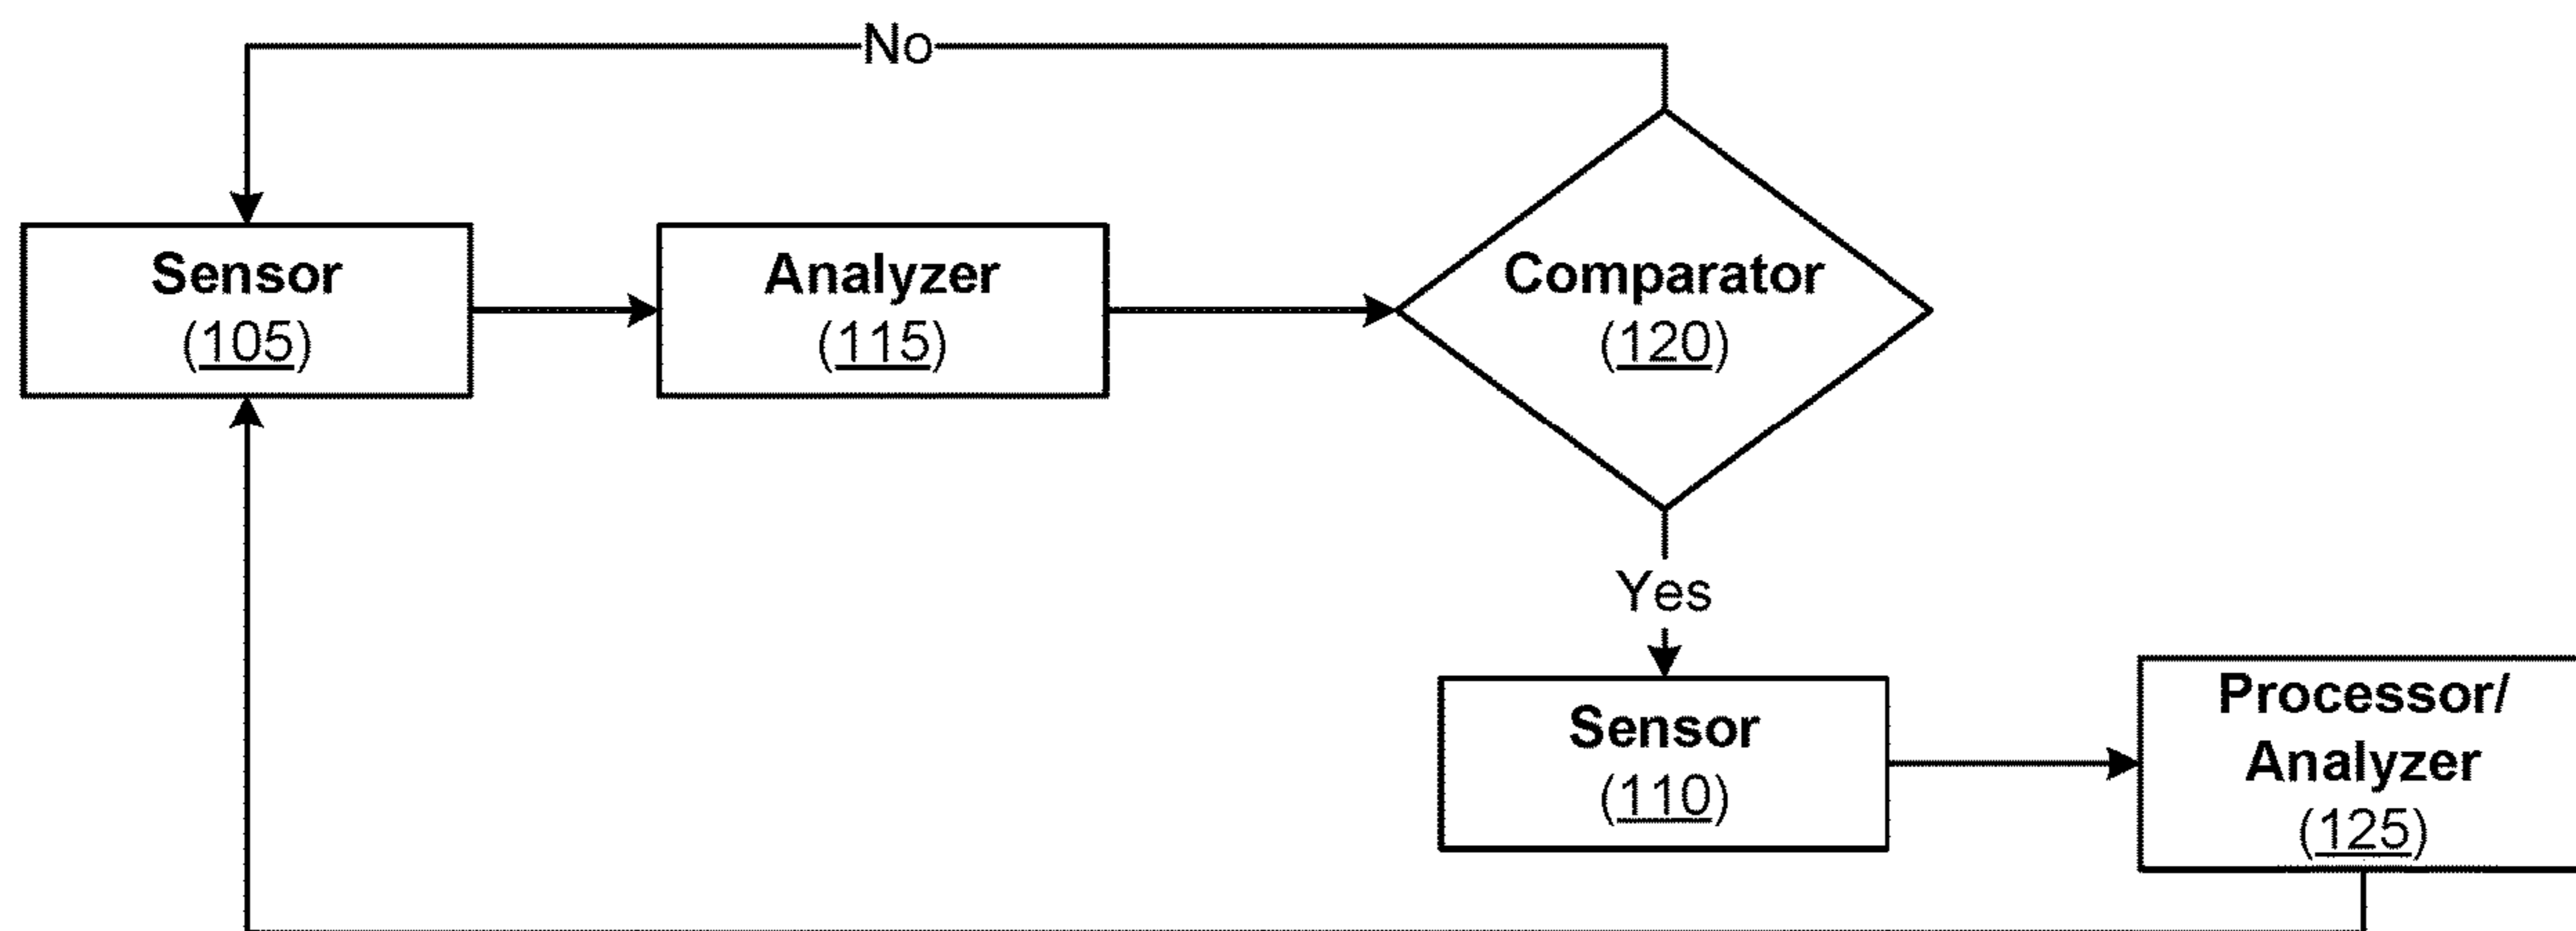 No
Sensor
(105)
Analyzer
(115)
Comparator
(120)
Yes
Sensor
(110)
Processor/
Analyzer
(125)